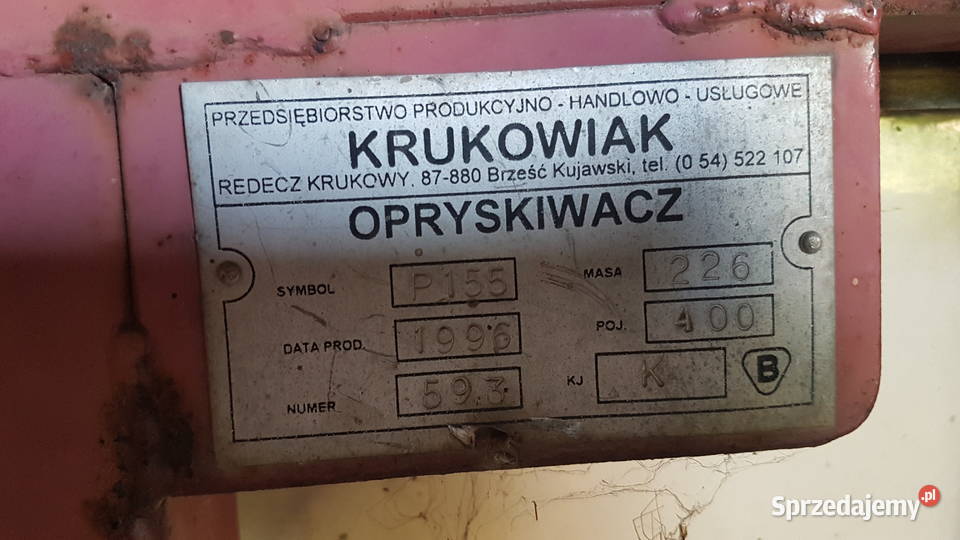 PRZEDSIĘBIORSTWO PRODUKCYJNO - HANDLOWO - USŁUGOWE
KRUKOWIAK
REDECZ KRUKOWY, 87-880 Brześć Kujawski, tel. (0 54) 522 107
OPRYSKIWACZ
SYMBOL P155 MASA 226
DATA PROD. 1996 POJ. 400
NUMER 593 KJ K B
Sprzedajemy.pl